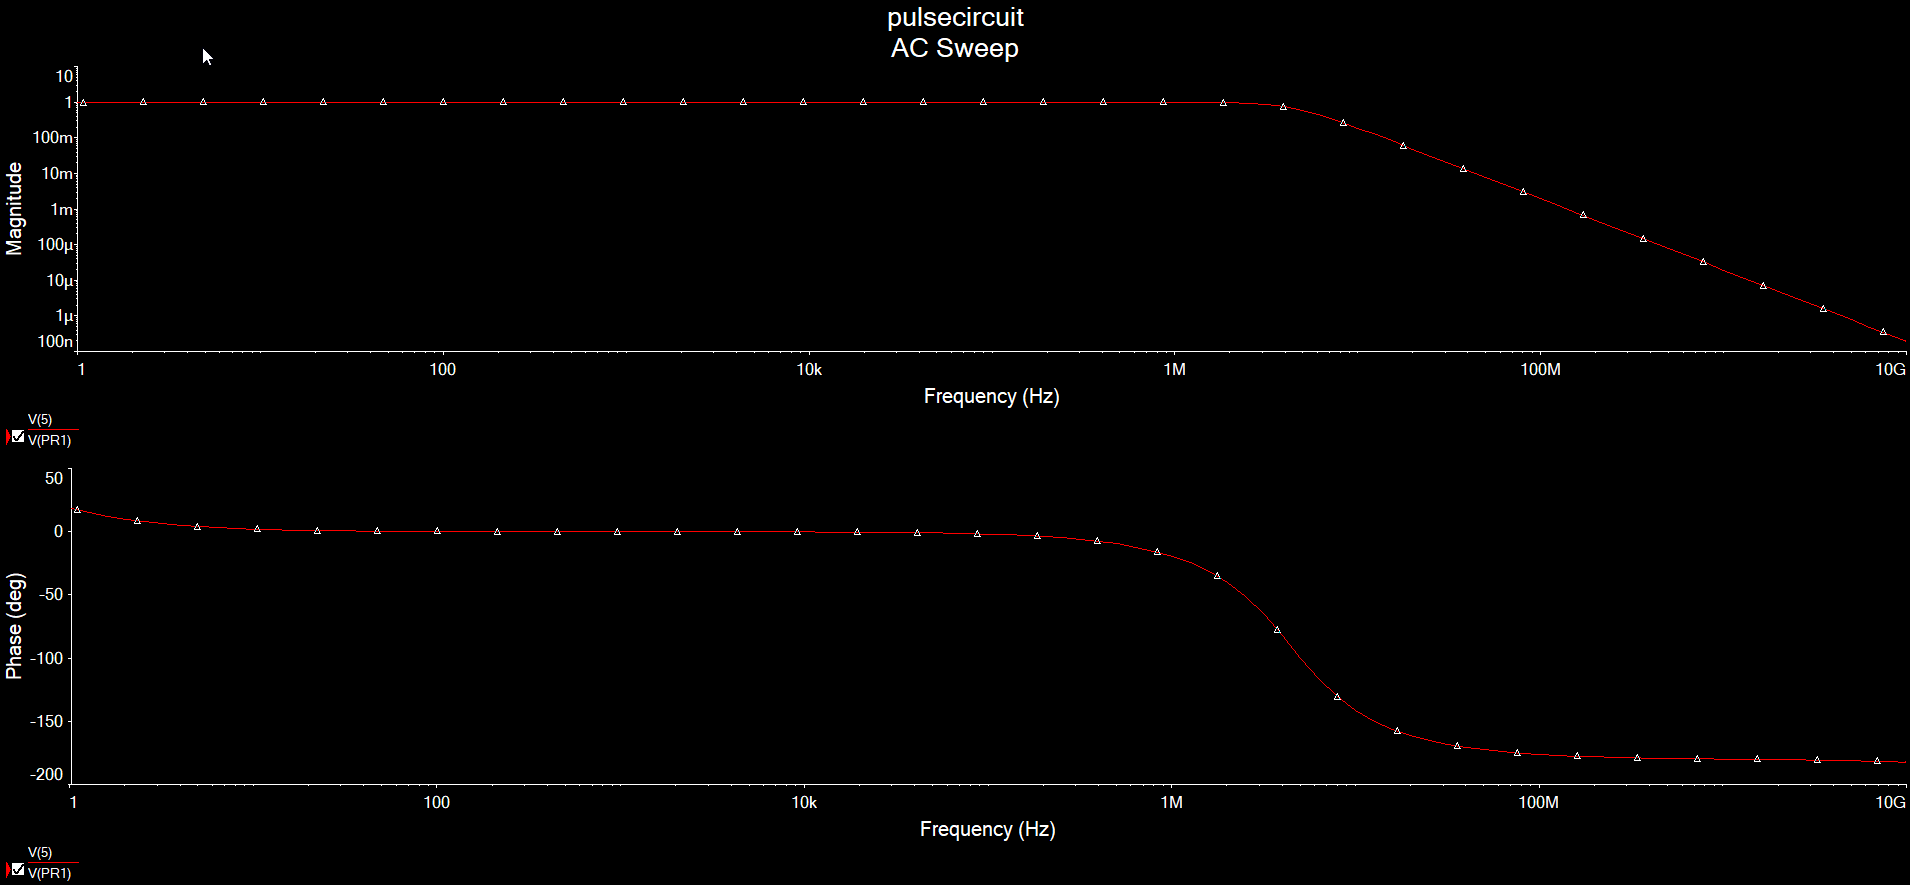 pulsecircuit
AC Sweep
10
1
100m
10m
1m
100µ
10µ
1µ
100n
Magnitude
1 100 10k 1M 100M 10G
Frequency (Hz)
V(5)
V(PR1)
50
0
-50
-100
-150
-200
Phase (deg)
1 100 10k 1M 100M 10G
Frequency (Hz)
V(5)
V(PR1)